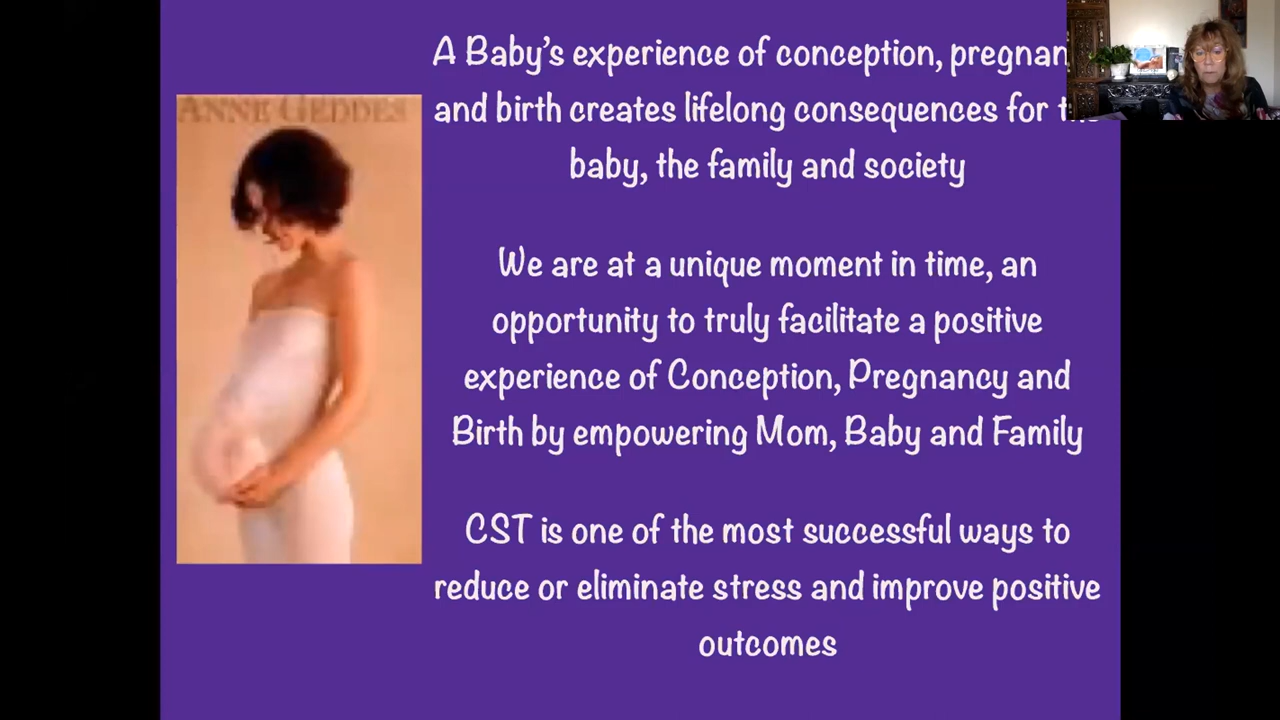 ANNE GEDDES
A Baby's experience of conception, pregnan
and birth creates lifelong consequences for
baby, the family and society
We are at a unique moment in time, an
opportunity to truly facilitate a positive
experience of Conception, Pregnancy and
Birth by empowering Mom, Baby and Family
CST is one of the most successful ways to
reduce or eliminate stress and improve positive
outcomes